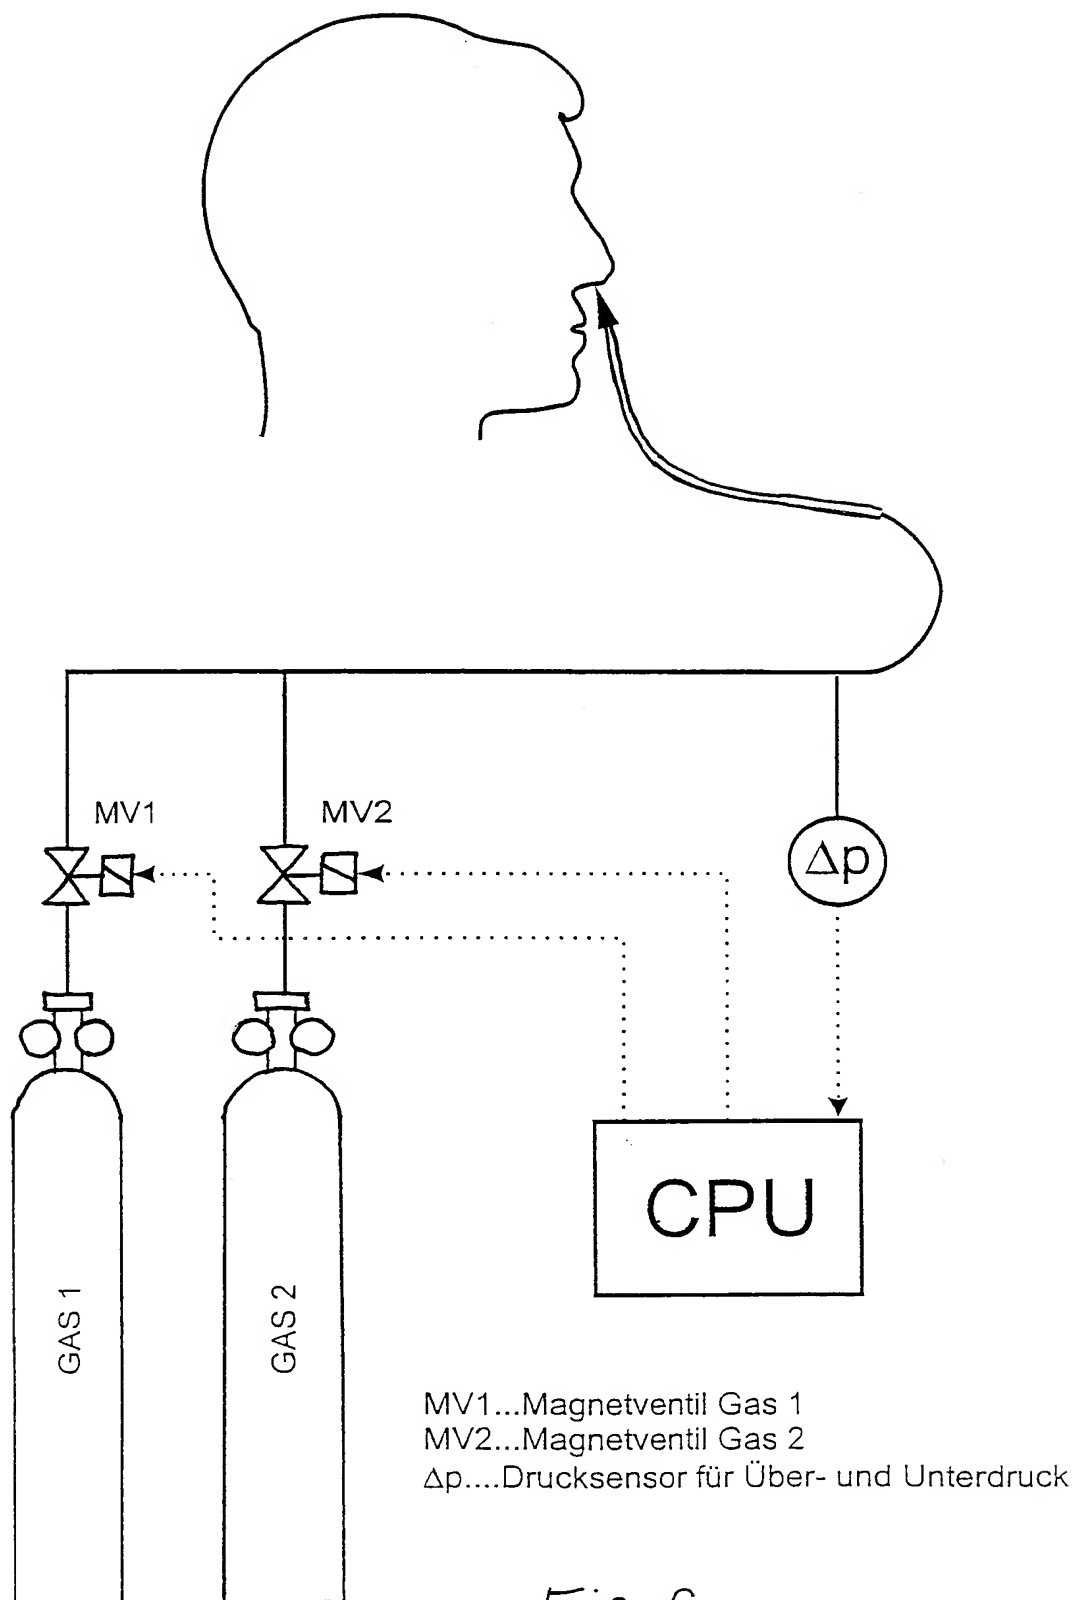 MV1
MV2
Δp
CPU
GAS 1
GAS 2
MV1...Magnetventil Gas 1
MV2...Magnetventil Gas 2
Δp....Drucksensor für Über- und Unterdruck
Fig.